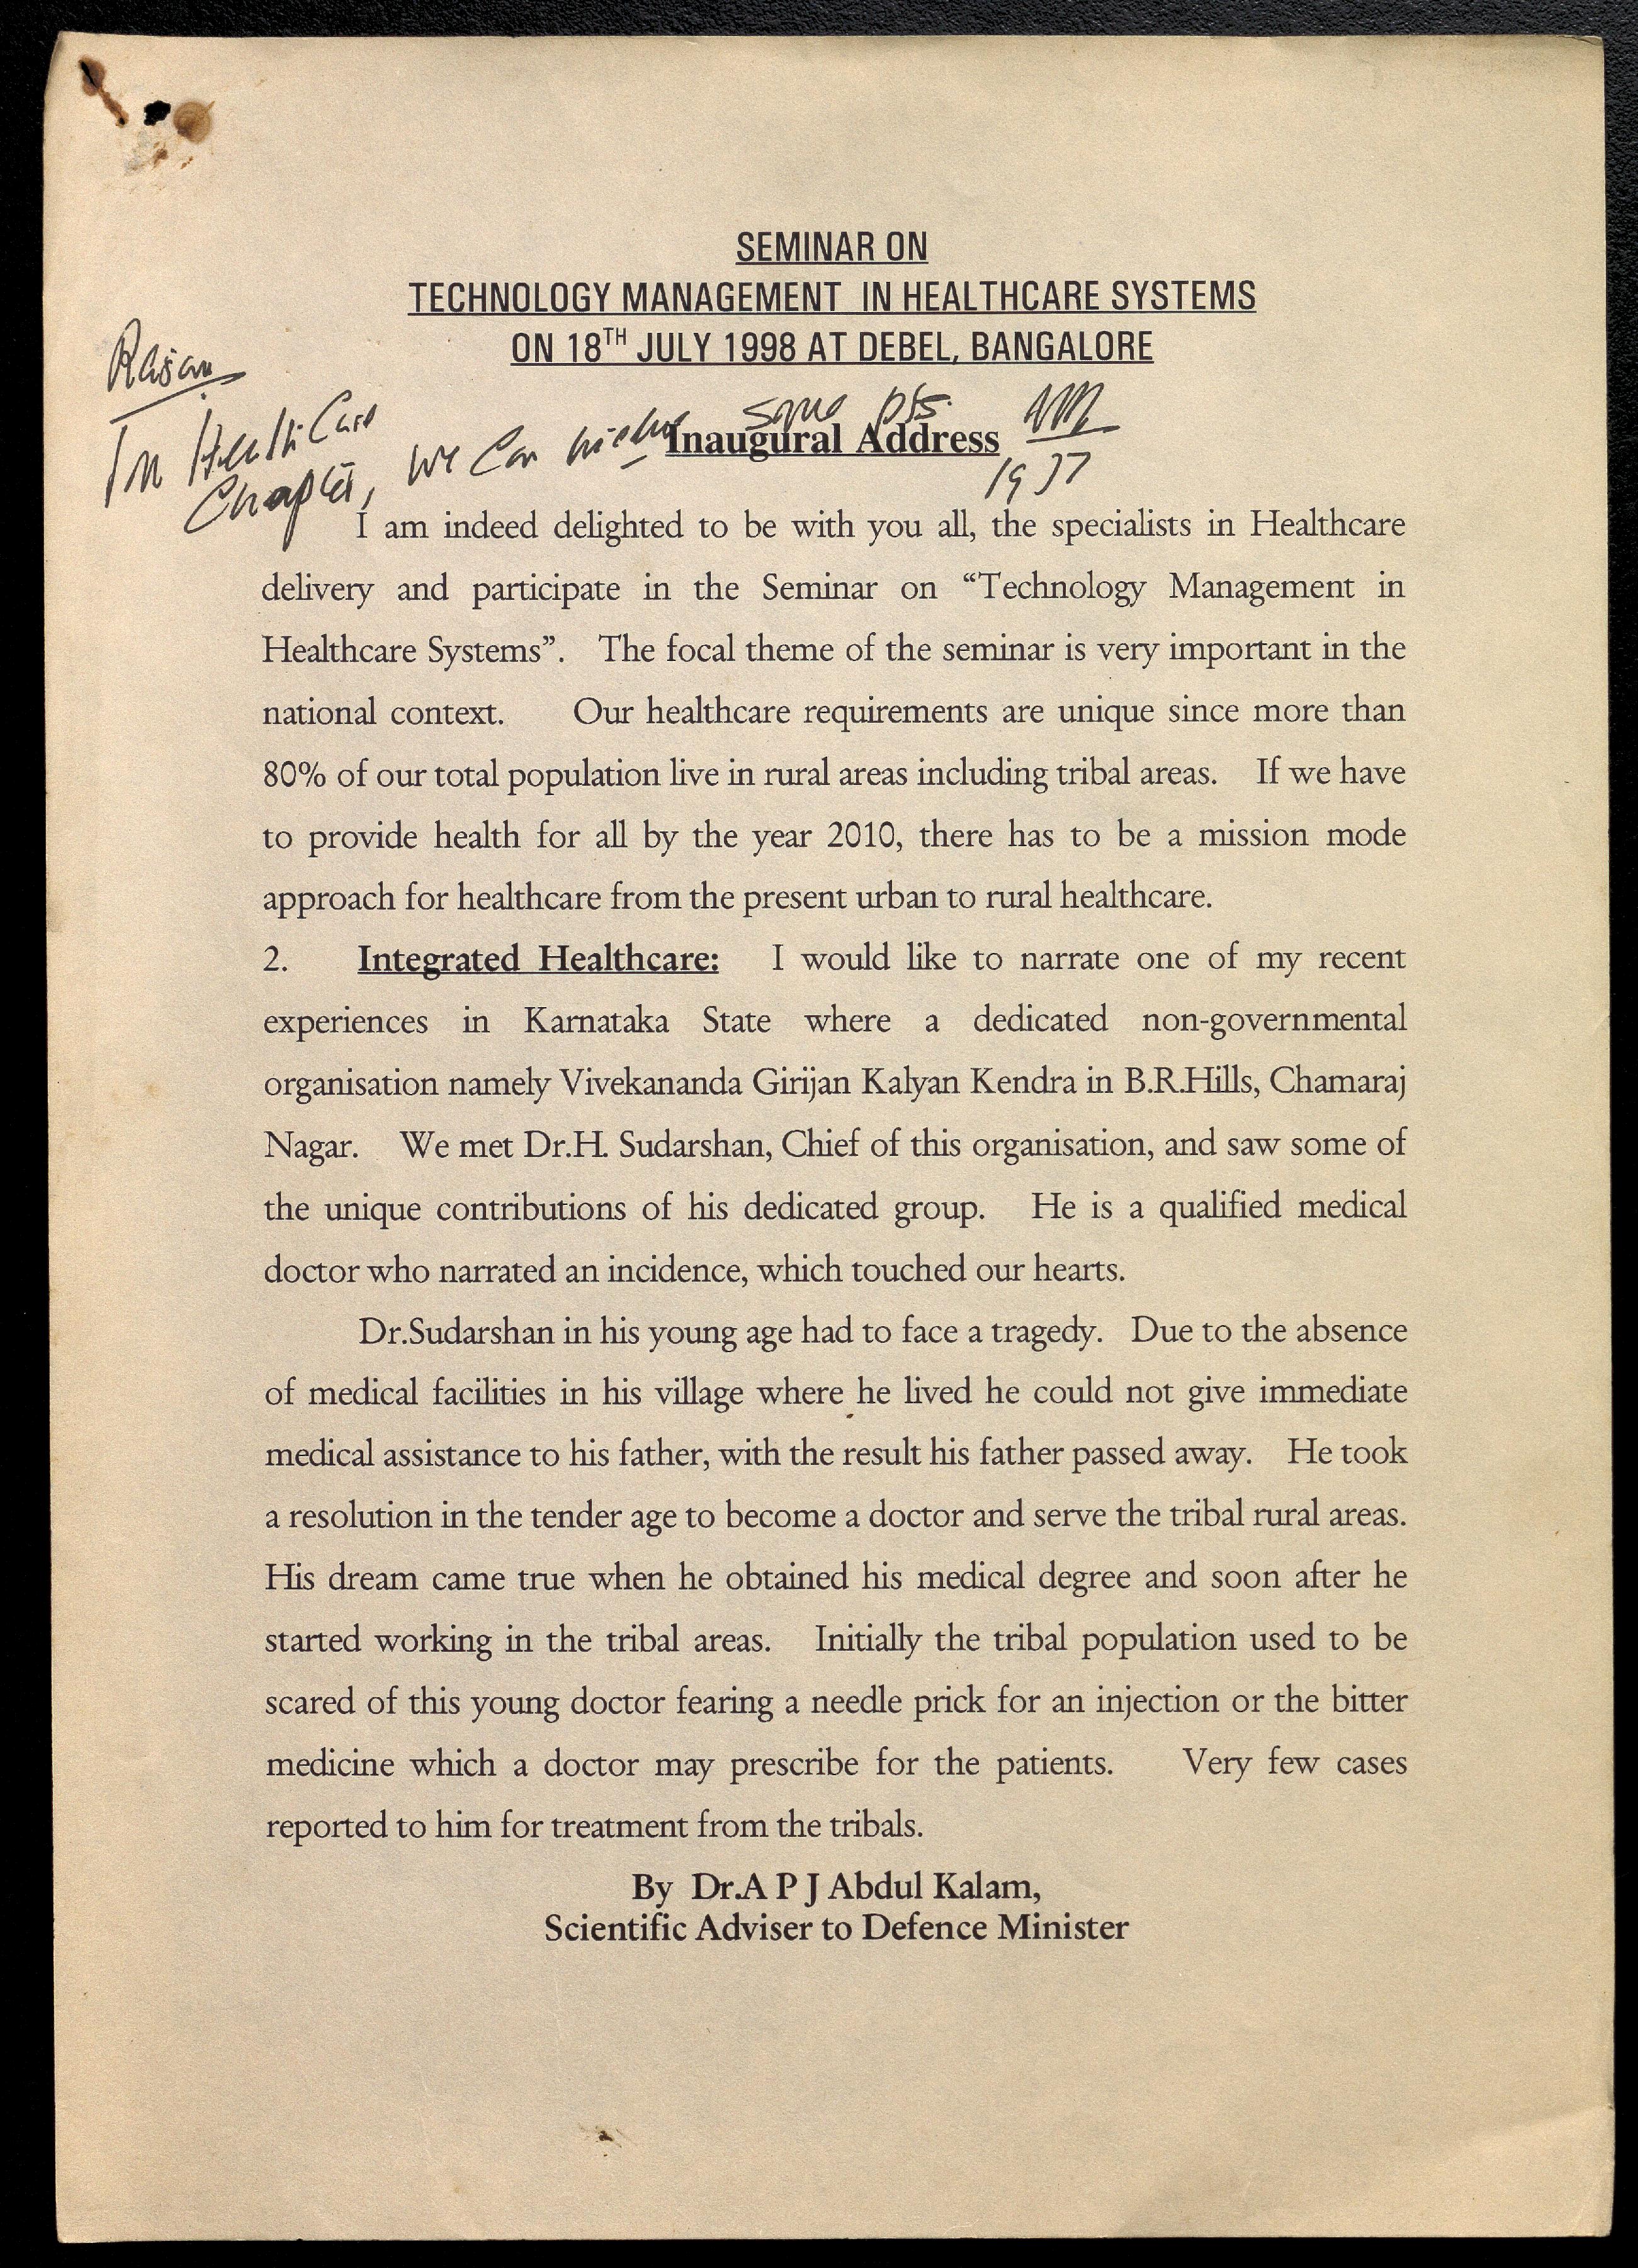 SEMINAR ON
TECHNOLOGY MANAGEMENT IN HEALTHCARE SYSTEMS
ON 18TH JULY 1998 AT DEBEL, BANGALORE
Rajan
In Health Care
Chapter, we can include some pts.
Inaugural Address
I am indeed delighted to be with you all, the specialists in Healthcare
delivery and participate in the Seminar on “Technology Management in
Healthcare Systems”. The focal theme of the seminar is very important in the
national context. Our healthcare requirements are unique since more than
80% of our total population live in rural areas including tribal areas. If we have
to provide health for all by the year 2010, there has to be a mission mode
approach for healthcare from the present urban to rural healthcare.
2. Integrated Healthcare: I would like to narrate one of my recent
experiences in Karnataka State where a dedicated non-governmental
organisation namely Vivekananda Girijan Kalyan Kendra in B.R.Hills, Chamaraj
Nagar. We met Dr.H. Sudarshan, Chief of this organisation, and saw some of
the unique contributions of his dedicated group. He is a qualified medical
doctor who narrated an incidence, which touched our hearts.
Dr.Sudarshan in his young age had to face a tragedy. Due to the absence
of medical facilities in his village where he lived he could not give immediate
medical assistance to his father, with the result his father passed away. He took
a resolution in the tender age to become a doctor and serve the tribal rural areas.
His dream came true when he obtained his medical degree and soon after he
started working in the tribal areas. Initially the tribal population used to be
scared of this young doctor fearing a needle prick for an injection or the bitter
medicine which a doctor may prescribe for the patients. Very few cases
reported to him for treatment from the tribals.
By Dr.A P J Abdul Kalam,
Scientific Adviser to Defence Minister